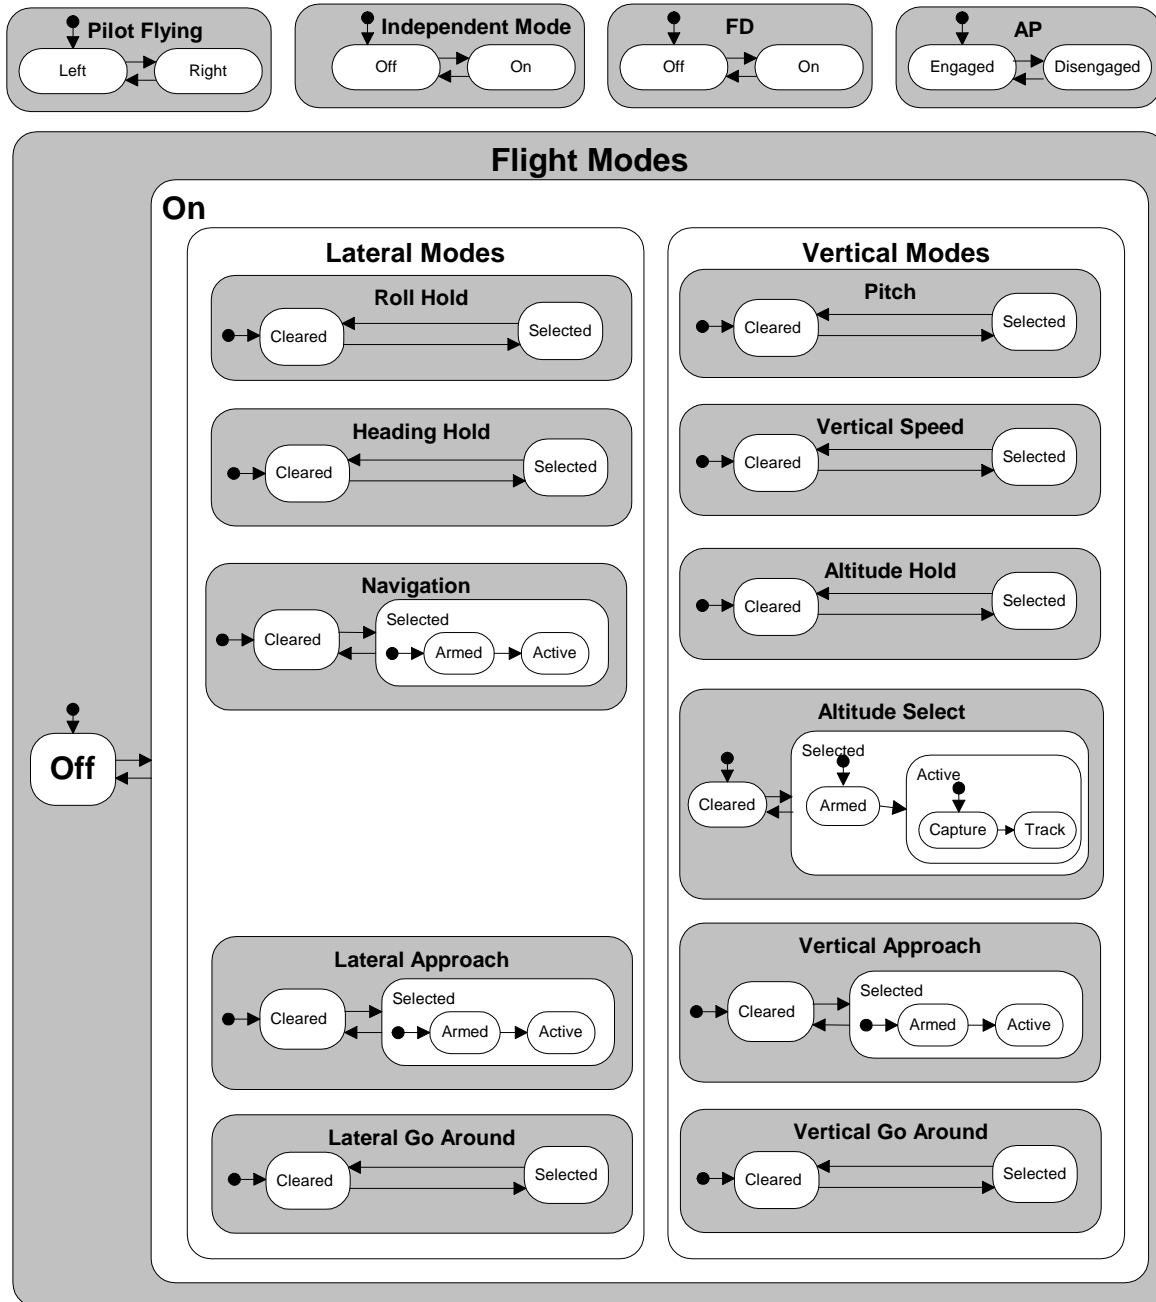 Pilot Flying
Left
Right
Independent Mode
Off
On
FD
Off
On
AP
Engaged
Disengaged
Flight Modes
Off
On
Lateral Modes
Roll Hold
Cleared
Selected
Heading Hold
Cleared
Selected
Navigation
Cleared
Selected
Armed
Active
Lateral Approach
Cleared
Selected
Armed
Active
Lateral Go Around
Cleared
Selected
Vertical Modes
Pitch
Cleared
Selected
Vertical Speed
Cleared
Selected
Altitude Hold
Cleared
Selected
Altitude Select
Cleared
Selected
Armed
Active
Capture
Track
Vertical Approach
Cleared
Selected
Armed
Active
Vertical Go Around
Cleared
Selected